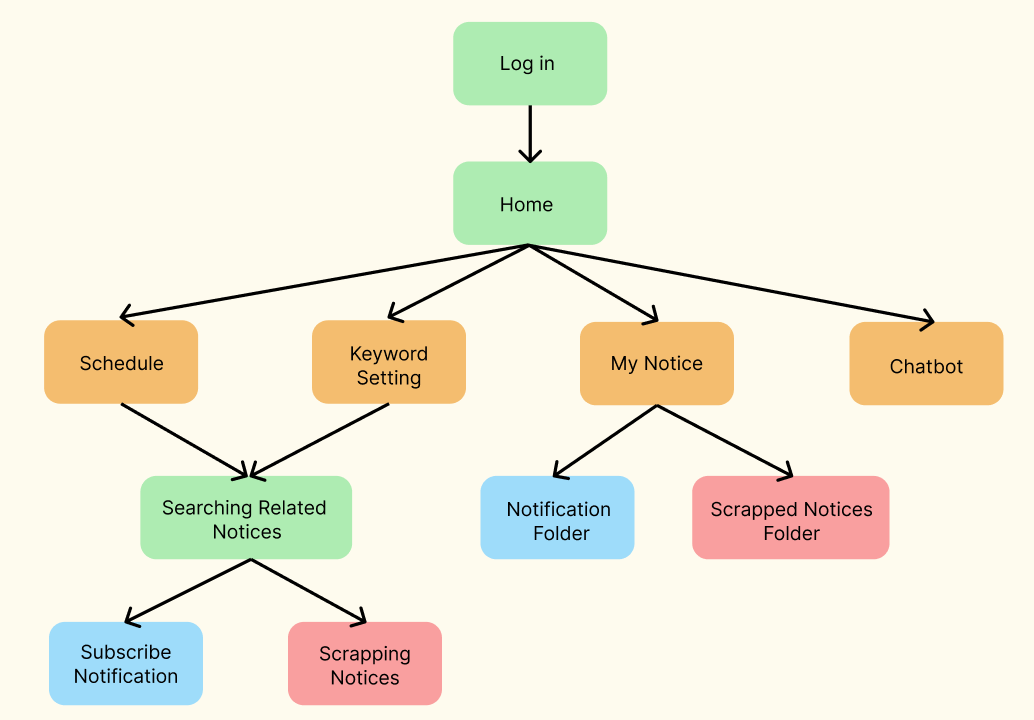 Log in
Home
Schedule
Keyword
Setting
My Notice
Chatbot
Searching Related
Notices
Notification
Folder
Scrapped Notices
Folder
Subscribe
Notification
Scrapping
Notices